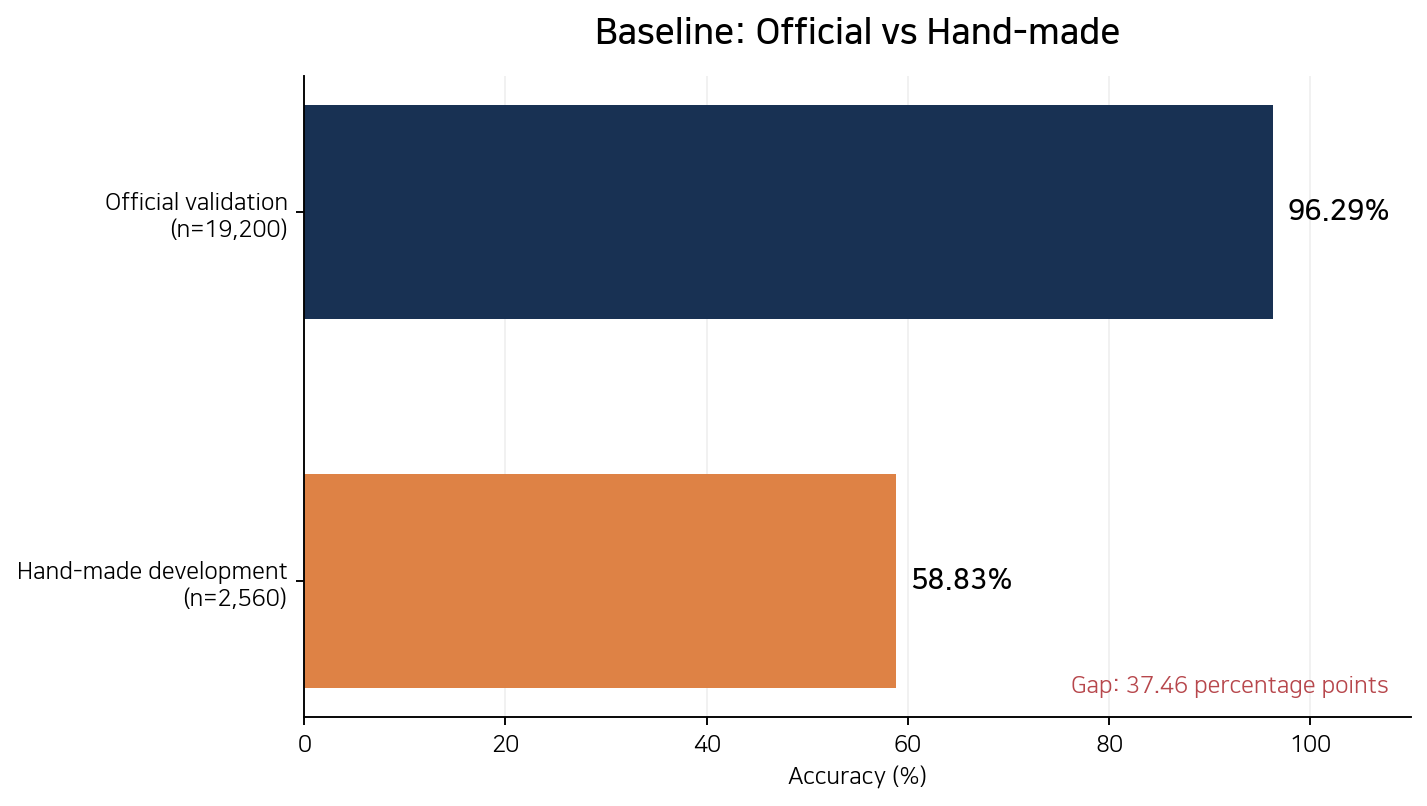 Baseline: Official vs Hand-made
Official validation
(n=19,200)
96.29%
Hand-made development
(n=2,560)
58.83%
Gap: 37.46 percentage points
0 20 40 60 80 100
Accuracy (%)